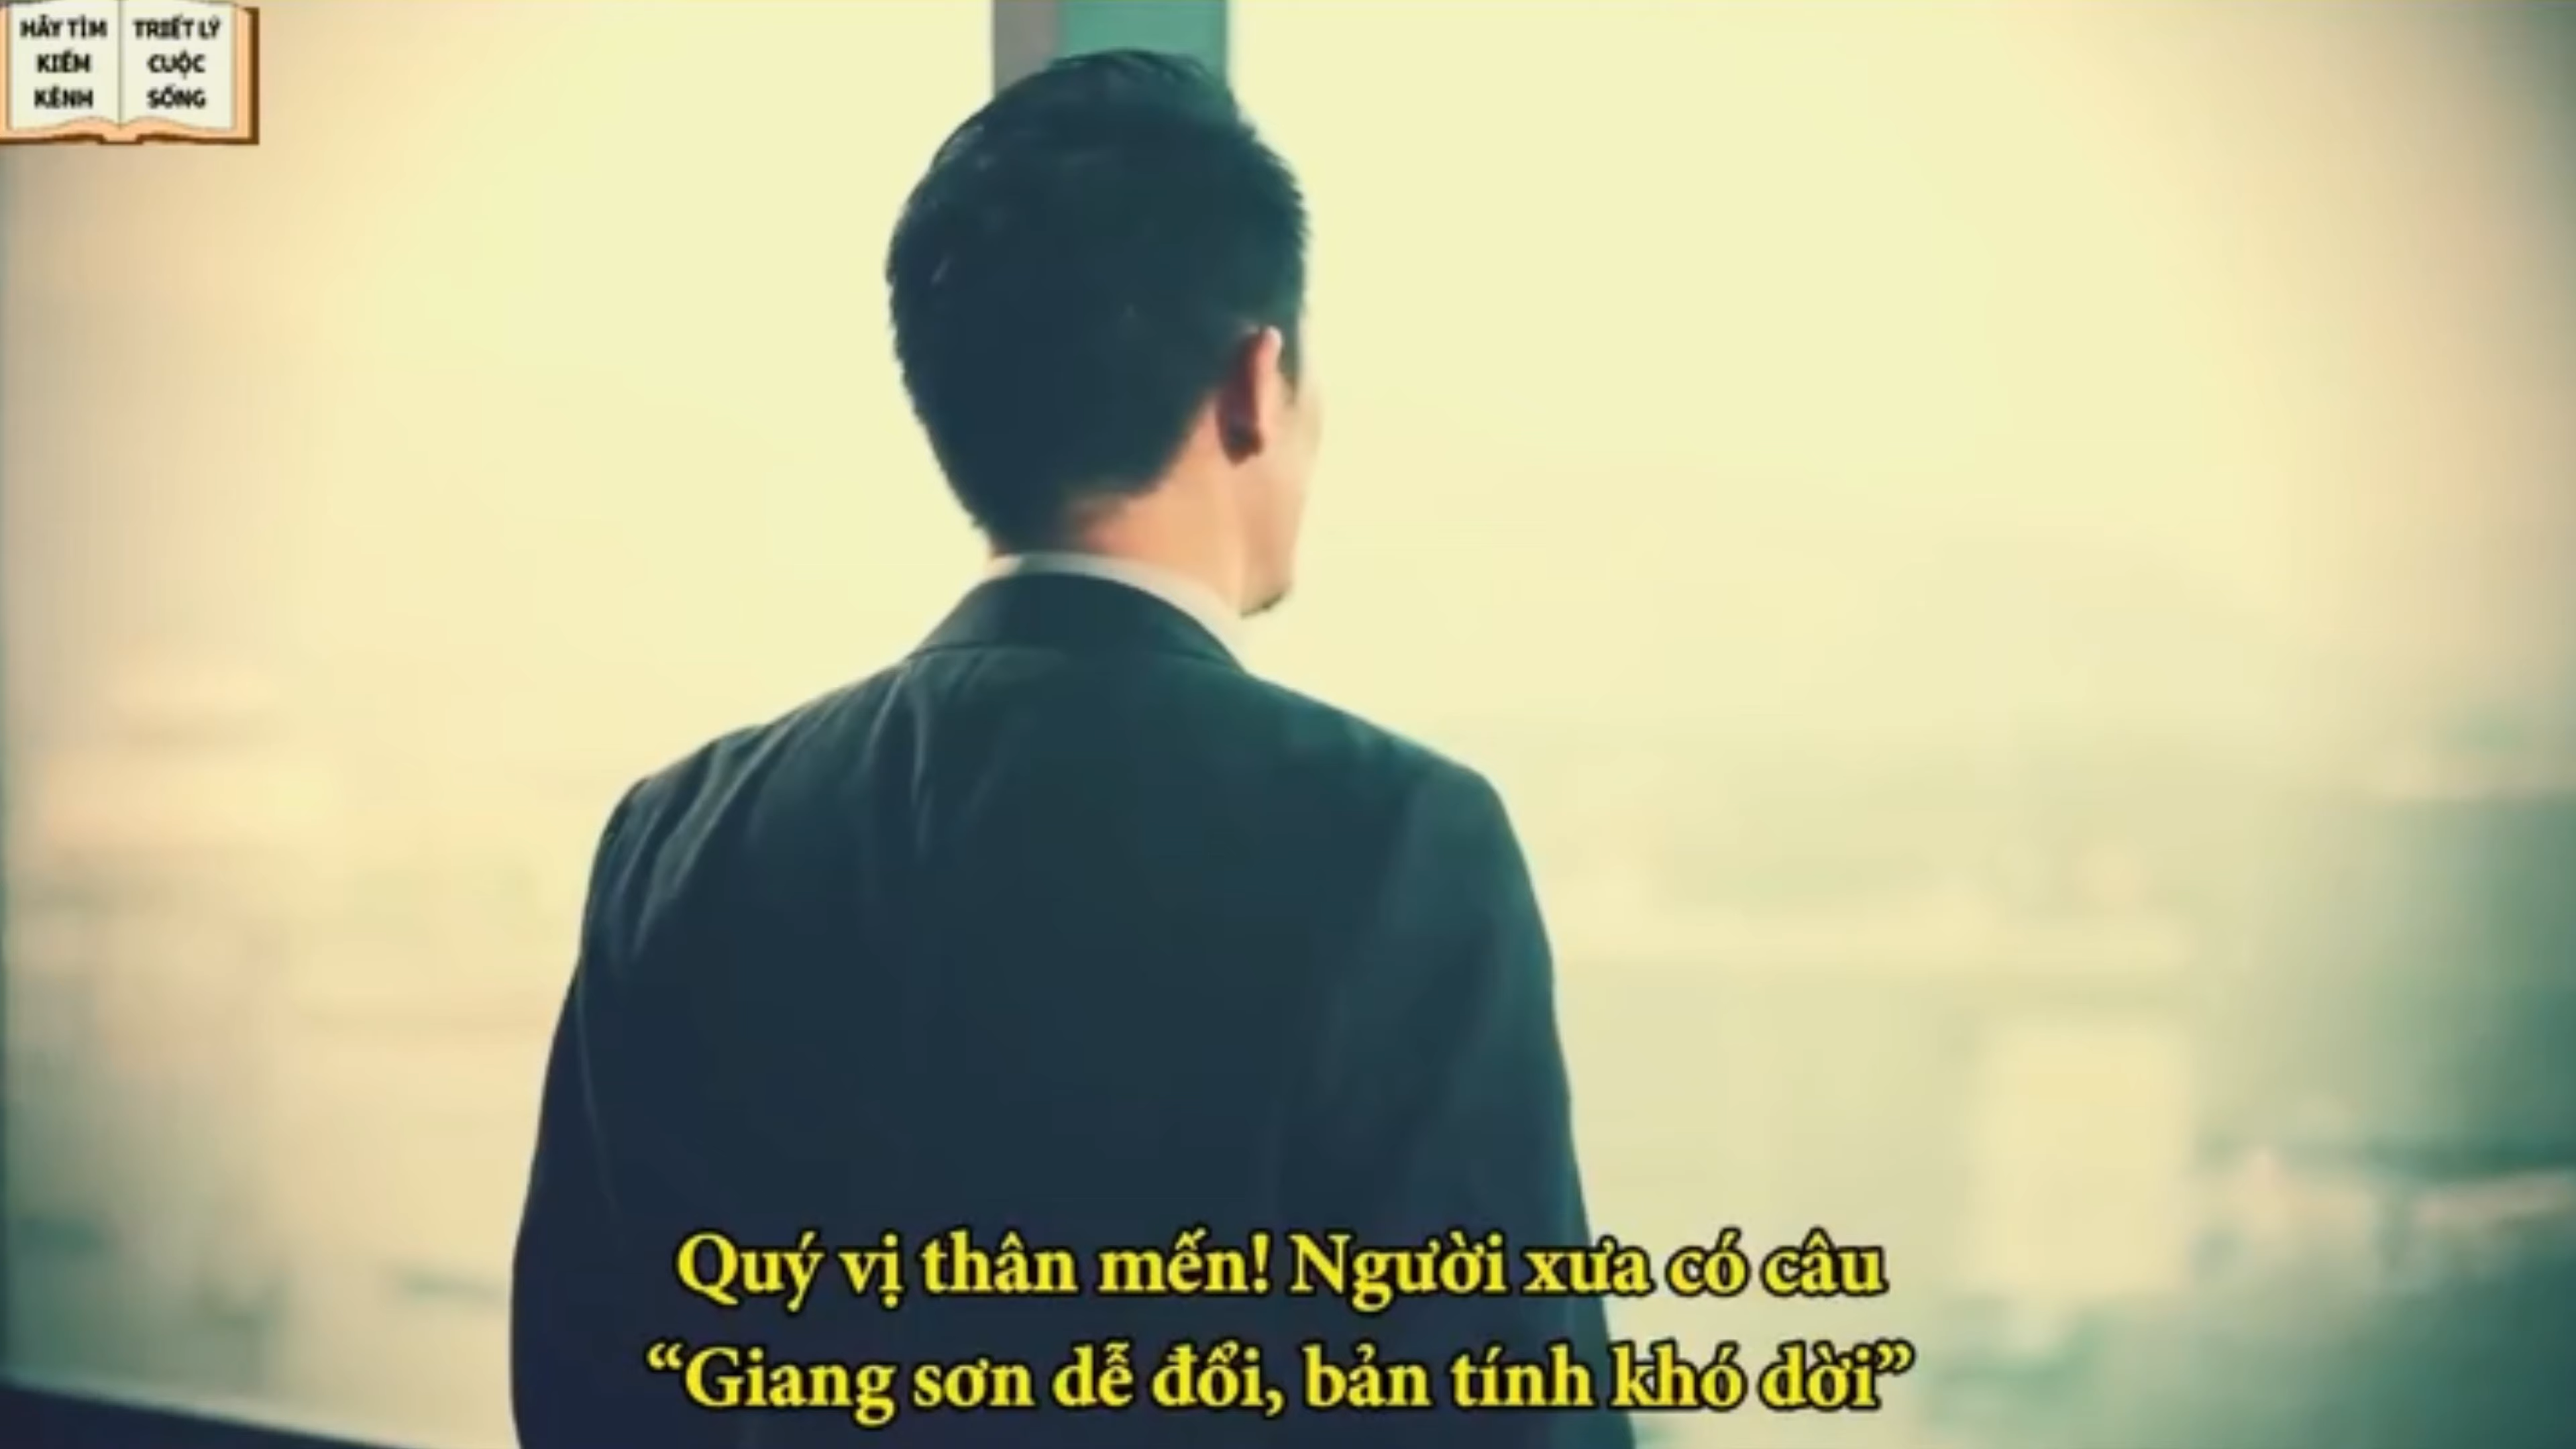 HÃY TÌM
KIẾM
KÊNH
TRIẾT LÝ
CUỘC
SỐNG
Quý vị thân mến! Người xưa có câu
“Giang sơn dễ đổi, bản tính khó dời”